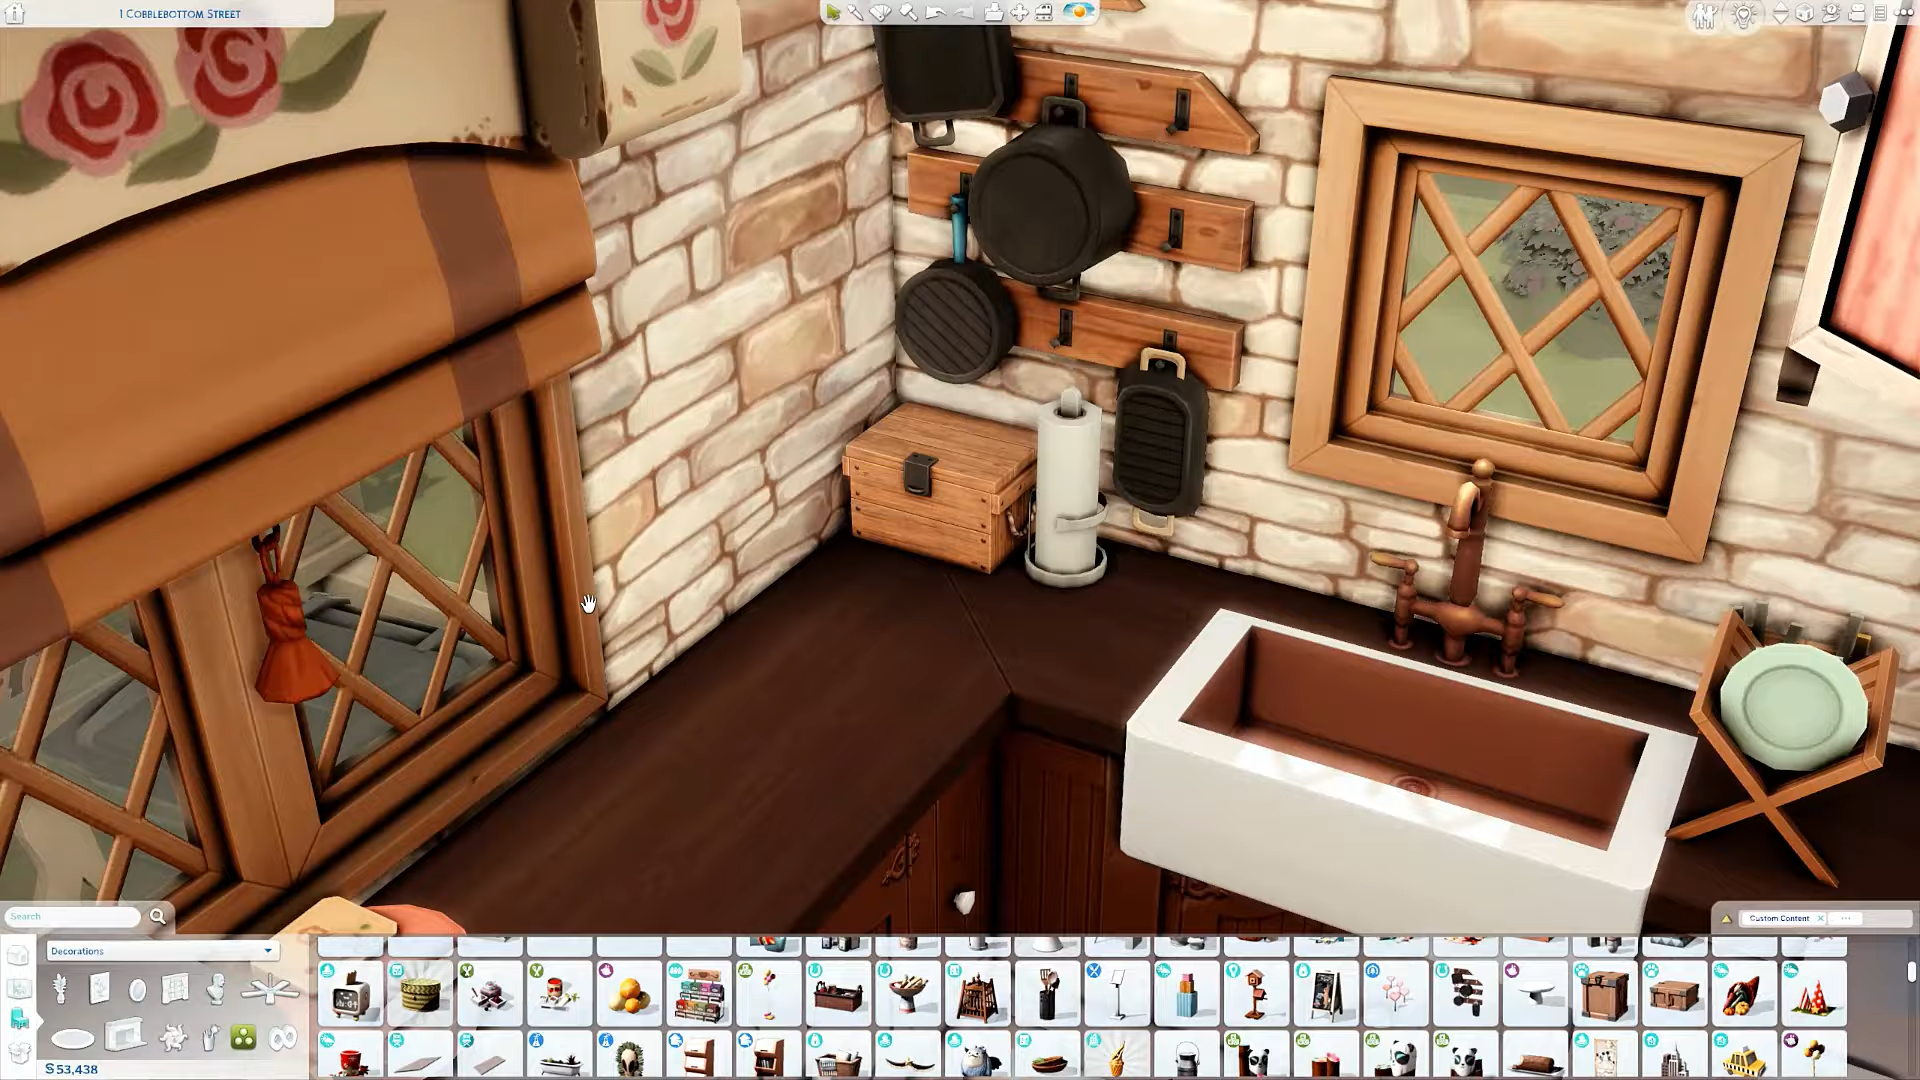 1 Cobblebottom Street
Search
Custom Content
Decorations
§53,438